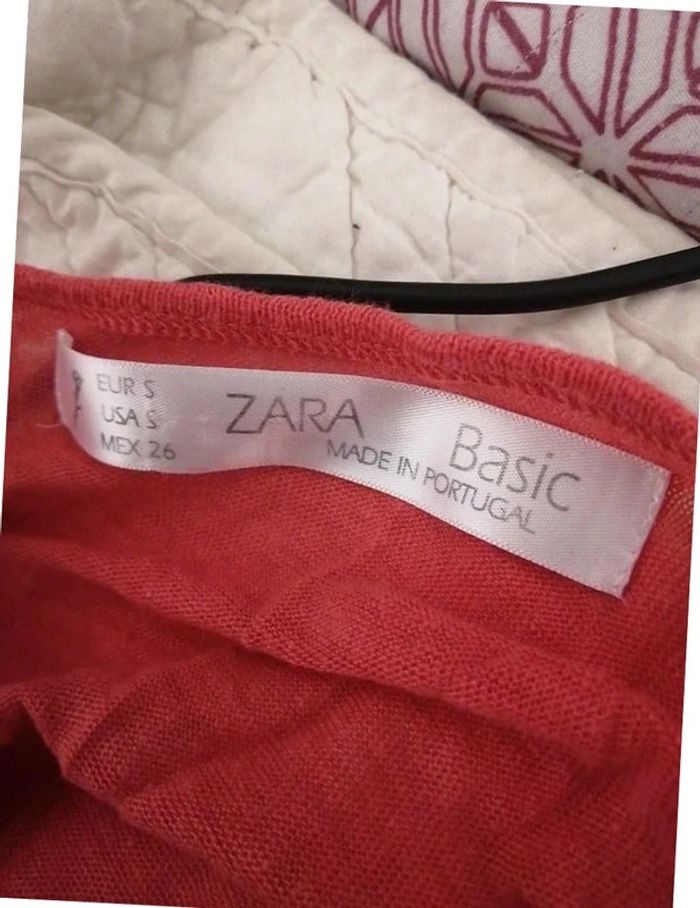 EUR S
USA S
MEX 26
ZARA Basic
MADE IN PORTUGAL